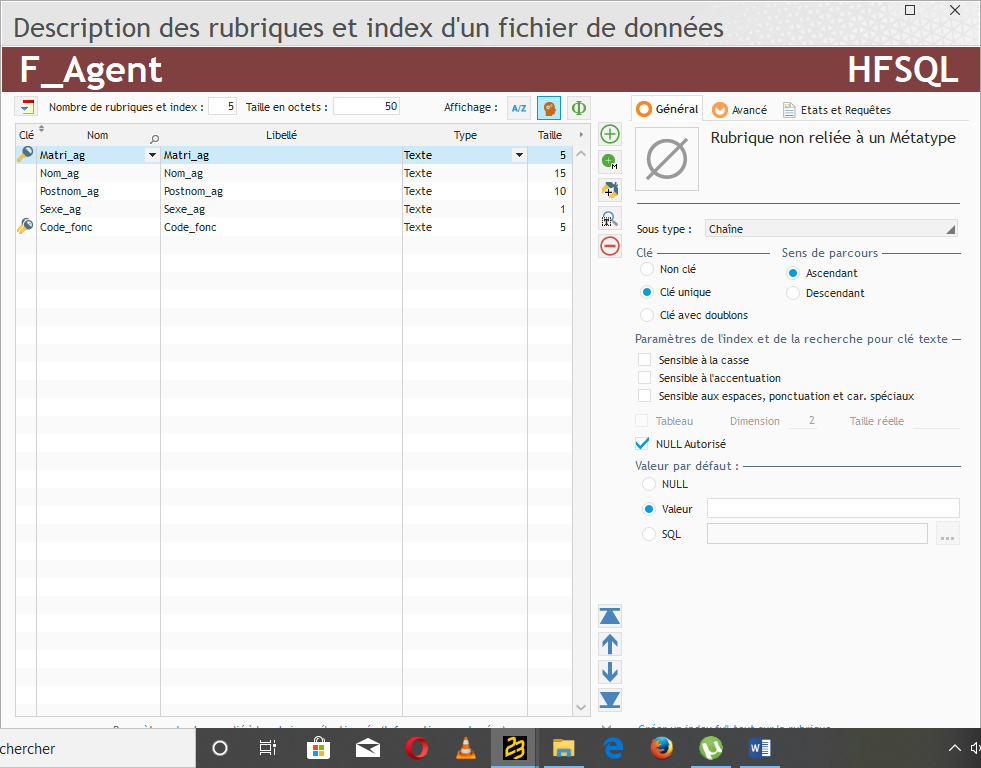 Description des rubriques et index d'un fichier de données
F_Agent HFSQL
Nombre de rubriques et index : 5 Taille en octets : 50 Affichage : A/Z
Clé Nom Libellé Type Taille
Matri_ag Matri_ag Texte 5
Nom_ag Nom_ag Texte 15
Postnom_ag Postnom_ag Texte 10
Sexe_ag Sexe_ag Texte 1
Code_fonc Code_fonc Texte 5
Général Avancé Etats et Requêtes
Rubrique non reliée à un Métatype
Sous type : Chaîne
Clé Sens de parcours
Non clé Ascendant
Clé unique Descendant
Clé avec doublons
Paramètres de l'index et de la recherche pour clé texte
Sensible à la casse
Sensible à l'accentuation
Sensible aux espaces, ponctuation et car. spéciaux
Tableau Dimension 2 Taille réelle
NULL Autorisé
Valeur par défaut :
NULL
Valeur
SQL ...
chercher